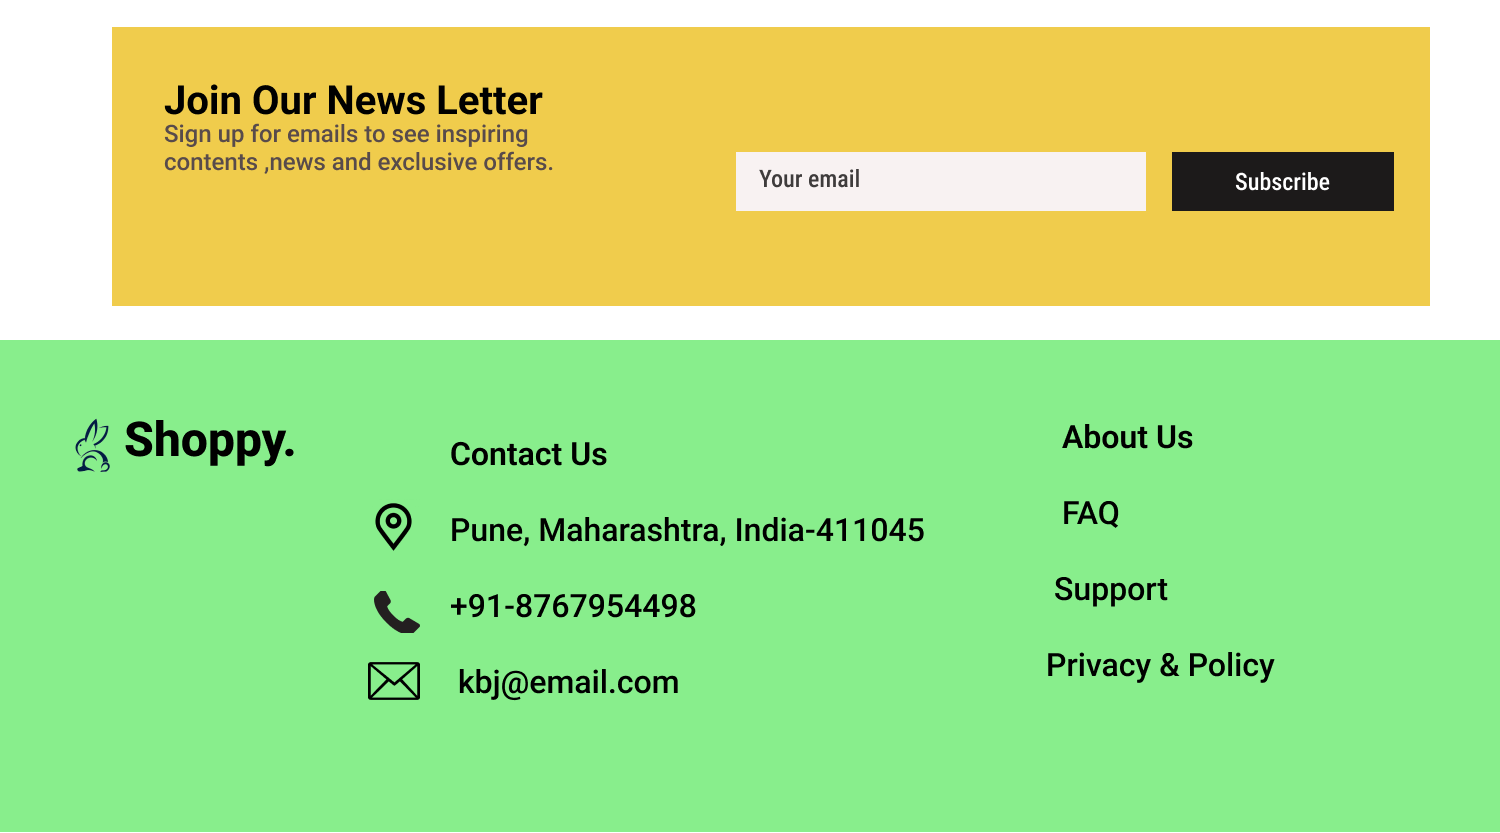 Join Our News Letter
Sign up for emails to see inspiring
contents ,news and exclusive offers.
Your email
Subscribe
Shoppy.
Contact Us
Pune, Maharashtra, India-411045
+91-8767954498
kbj@email.com
About Us
FAQ
Support
Privacy & Policy